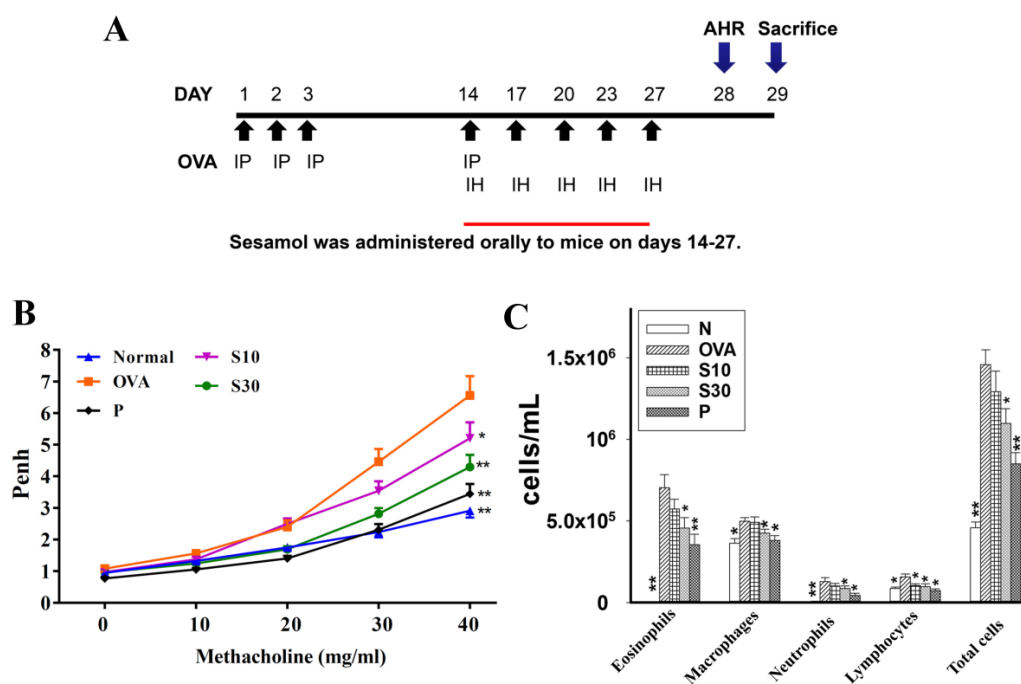 A
AHR Sacrifice
DAY 1 2 3 14 17 20 23 27 28 29
OVA IP IP IP IP
IH IH IH IH IH
Sesamol was administered orally to mice on days 14-27.
B
8
7
6
5
4
3
2
1
0
Penh
Normal
OVA
P
S10
S30
*
**
**
**
0 10 20 30 40
Methacholine (mg/ml)
C
N
OVA
S10
S30
P
1.5x10⁶
10⁶
5.0x10⁵
0
cells/mL
** * **
* * *
** * *
* * * *
** * **
Eosinophils
Macrophages
Neutrophils
Lymphocytes
Total cells